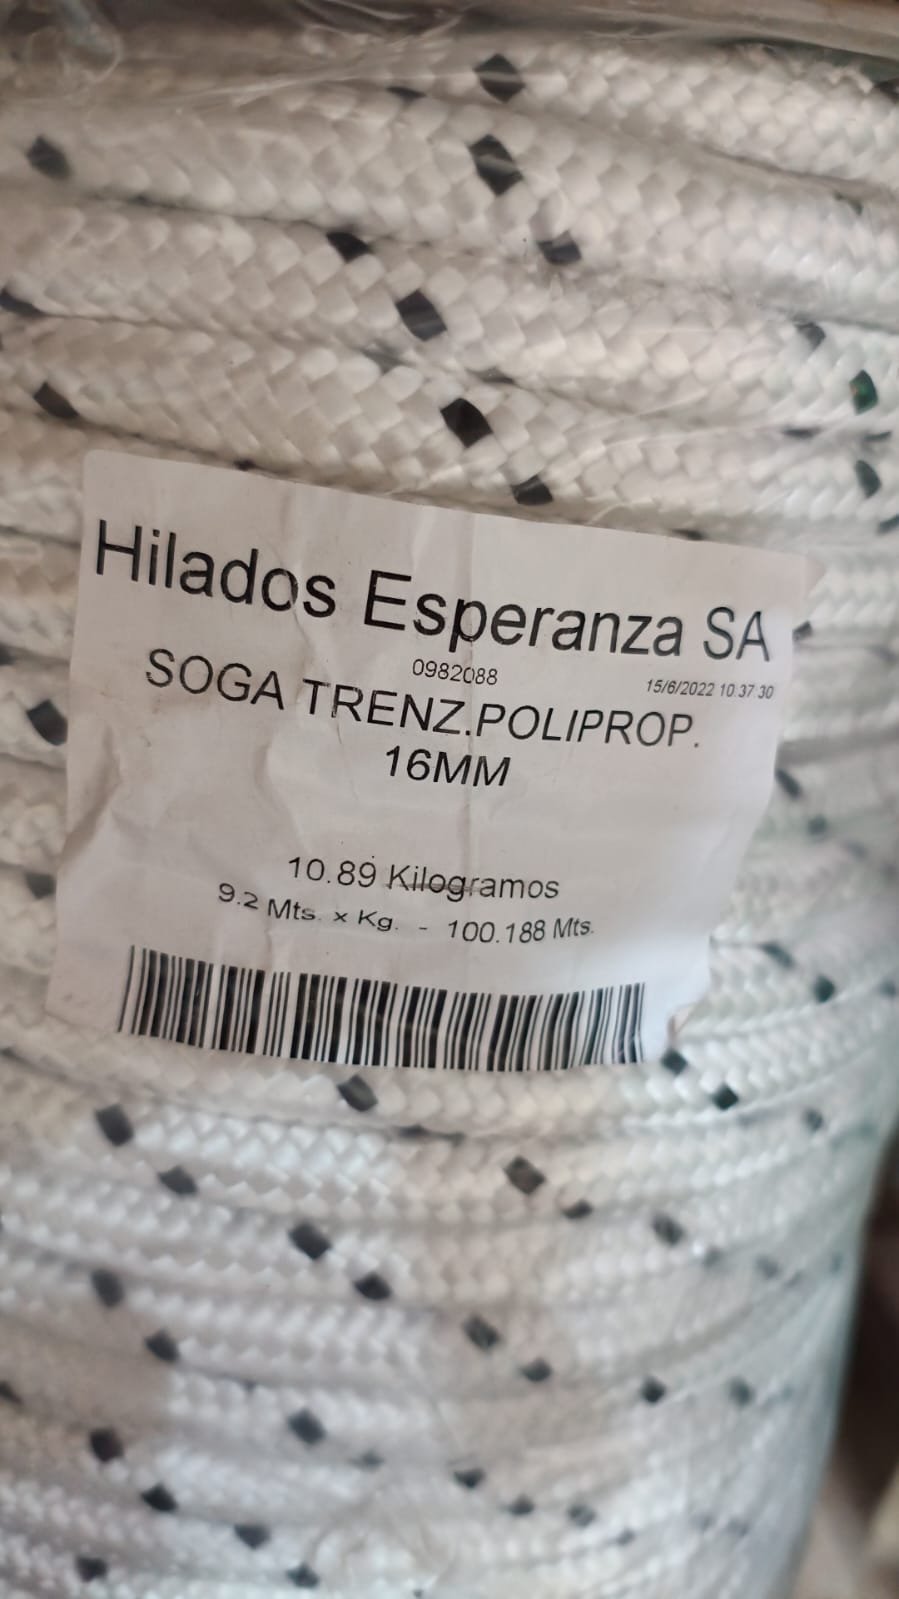 Hilados Esperanza SA
0982088
15/6/2022 10:37:30
SOGA TRENZ.POLIPROP.
16MM
10.89 Kilogramos
9.2 Mts. x Kg. - 100.188 Mts.